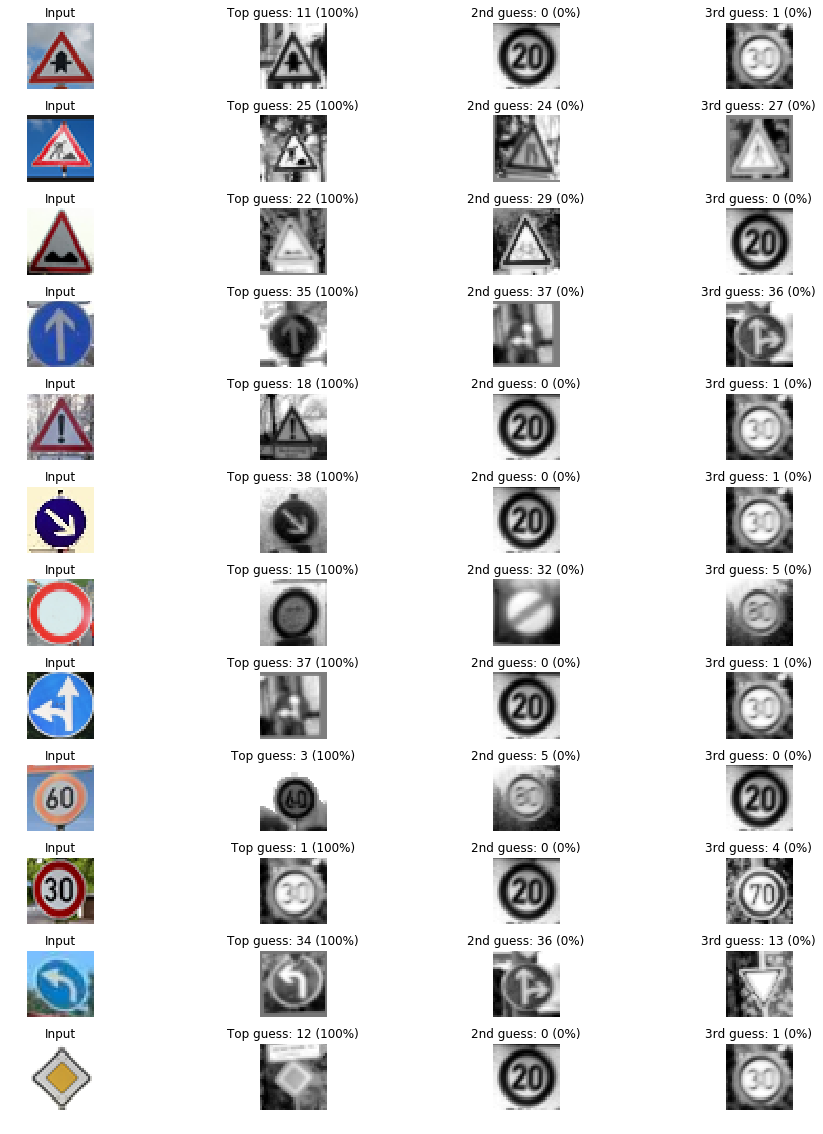 Input Top guess: 11 (100%) 2nd guess: 0 (0%) 3rd guess: 1 (0%)
20 30
Input Top guess: 25 (100%) 2nd guess: 24 (0%) 3rd guess: 27 (0%)
Input Top guess: 22 (100%) 2nd guess: 29 (0%) 3rd guess: 0 (0%)
20
Input Top guess: 35 (100%) 2nd guess: 37 (0%) 3rd guess: 36 (0%)
Input Top guess: 18 (100%) 2nd guess: 0 (0%) 3rd guess: 1 (0%)
! ! 20 30
Input Top guess: 38 (100%) 2nd guess: 0 (0%) 3rd guess: 1 (0%)
20 30
Input Top guess: 15 (100%) 2nd guess: 32 (0%) 3rd guess: 5 (0%)
80
Input Top guess: 37 (100%) 2nd guess: 0 (0%) 3rd guess: 1 (0%)
20 30
Input Top guess: 3 (100%) 2nd guess: 5 (0%) 3rd guess: 0 (0%)
60 60 80 20
Input Top guess: 1 (100%) 2nd guess: 0 (0%) 3rd guess: 4 (0%)
30 30 20 70
Input Top guess: 34 (100%) 2nd guess: 36 (0%) 3rd guess: 13 (0%)
Input Top guess: 12 (100%) 2nd guess: 0 (0%) 3rd guess: 1 (0%)
20 30